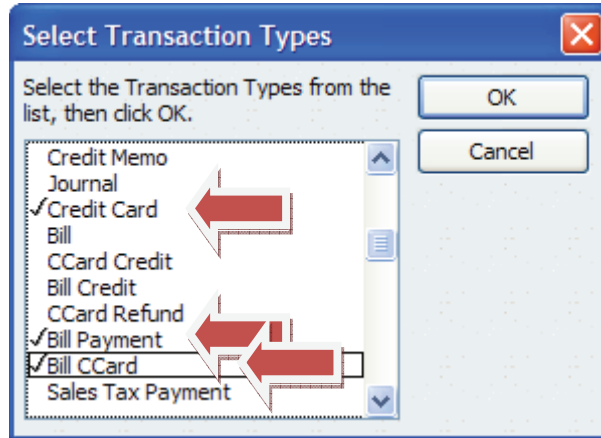 Select Transaction Types
Select the Transaction Types from the
list, then click OK.
OK
Cancel
Credit Memo
Journal
✓Credit Card
Bill
CCard Credit
Bill Credit
CCard Refund
✓Bill Payment
✓Bill CCard
Sales Tax Payment